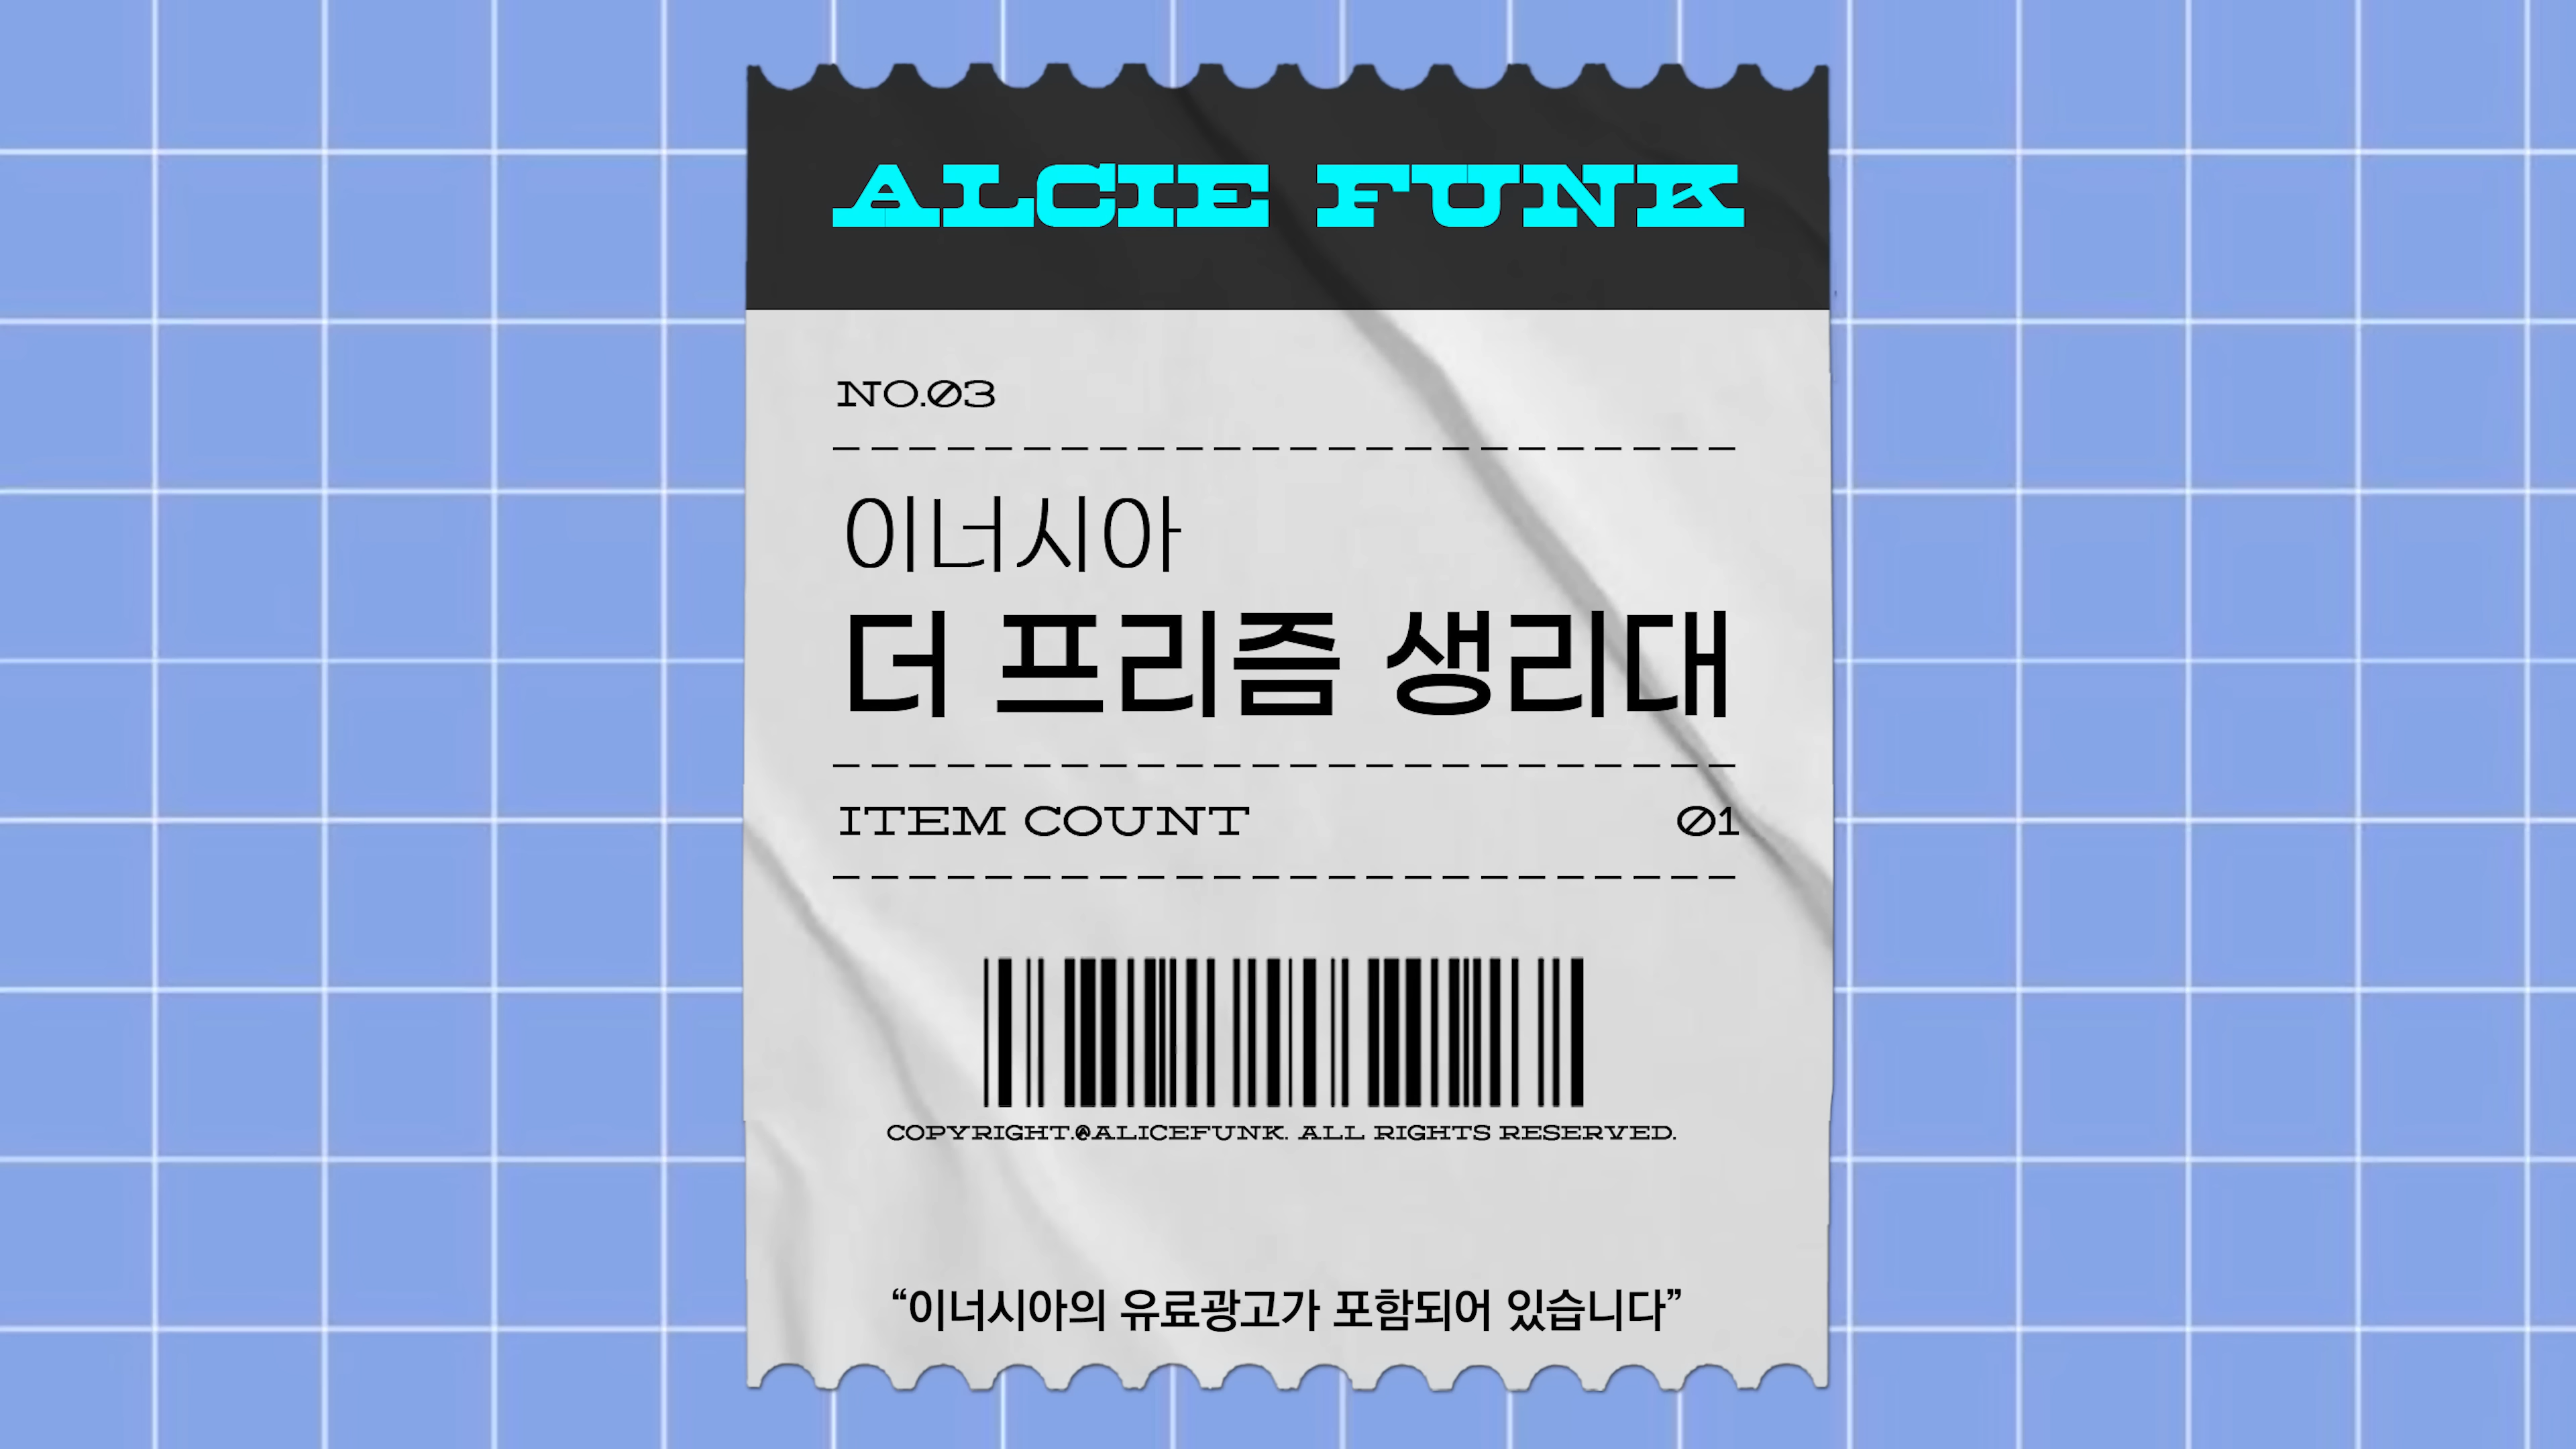 ALCIE FUNK
NO.03
이너시아
더 프리즘 생리대
ITEM COUNT 01
COPYRIGHT.@ALICEFUNK. ALL RIGHTS RESERVED.
“이너시아의 유료광고가 포함되어 있습니다”